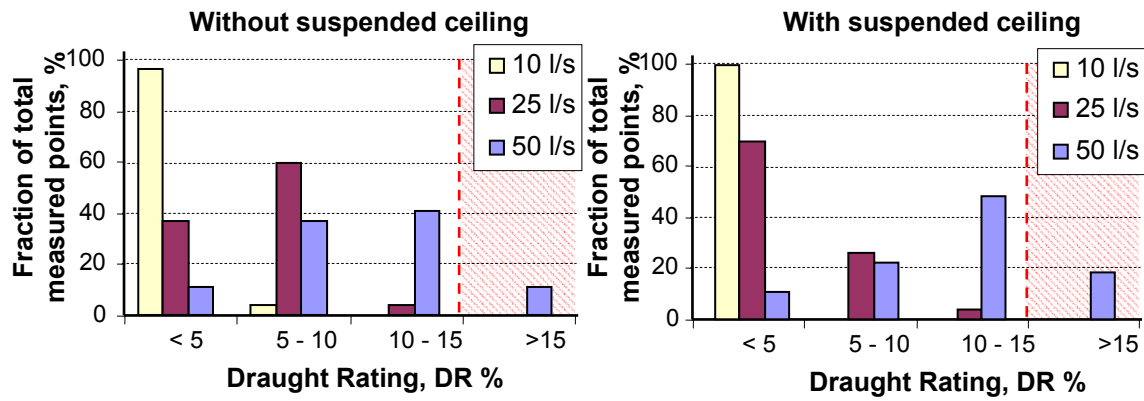 Without suspended ceiling
Fraction of total
measured points, %
100
80
60
40
20
0
10 l/s
25 l/s
50 l/s
< 5
5 - 10
10 - 15
>15
Draught Rating, DR %
With suspended ceiling
Fraction of total
measured points, %
100
80
60
40
20
0
10 l/s
25 l/s
50 l/s
< 5
5 - 10
10 - 15
>15
Draught Rating, DR %